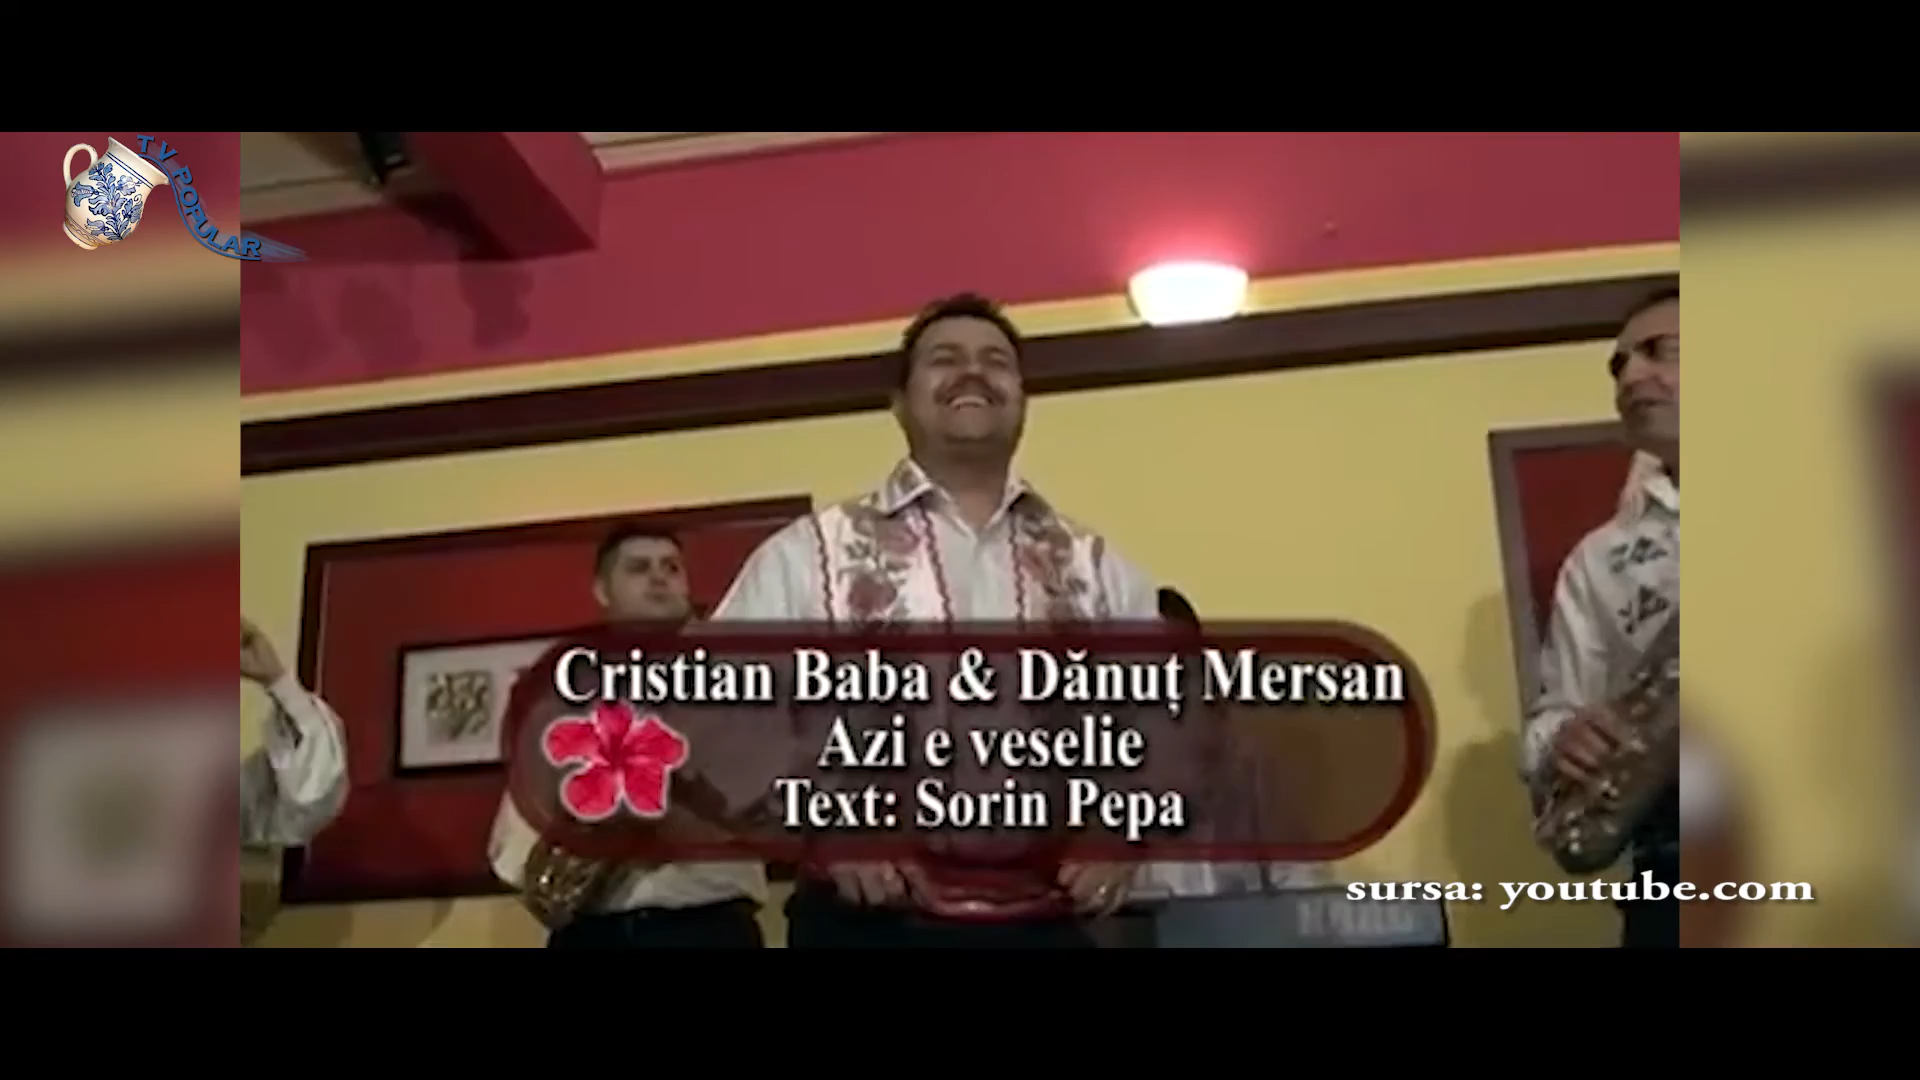 TV POPULAR
Cristian Baba & Dănuț Mersan
Azi e veselie
Text: Sorin Pepa
sursa: youtube.com